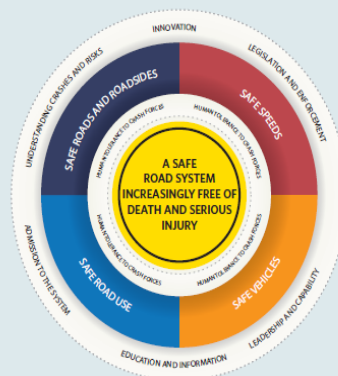 INNOVATION
LEGISLATION AND ENFORCEMENT
LEADERSHIP AND CAPABILITY
EDUCATION AND INFORMATION
ADMISSION TO THE SYSTEM
UNDERSTANDING CRASHES AND RISKS
SAFE ROADS AND ROADSIDES
SAFE SPEEDS
SAFE VEHICLES
SAFE ROAD USE
HUMAN TOLERANCE TO CRASH FORCES
HUMAN TOLERANCE TO CRASH FORCES
HUMAN TOLERANCE TO CRASH FORCES
HUMAN TOLERANCE TO CRASH FORCES
A SAFE
ROAD SYSTEM
INCREASINGLY FREE OF
DEATH AND SERIOUS
INJURY